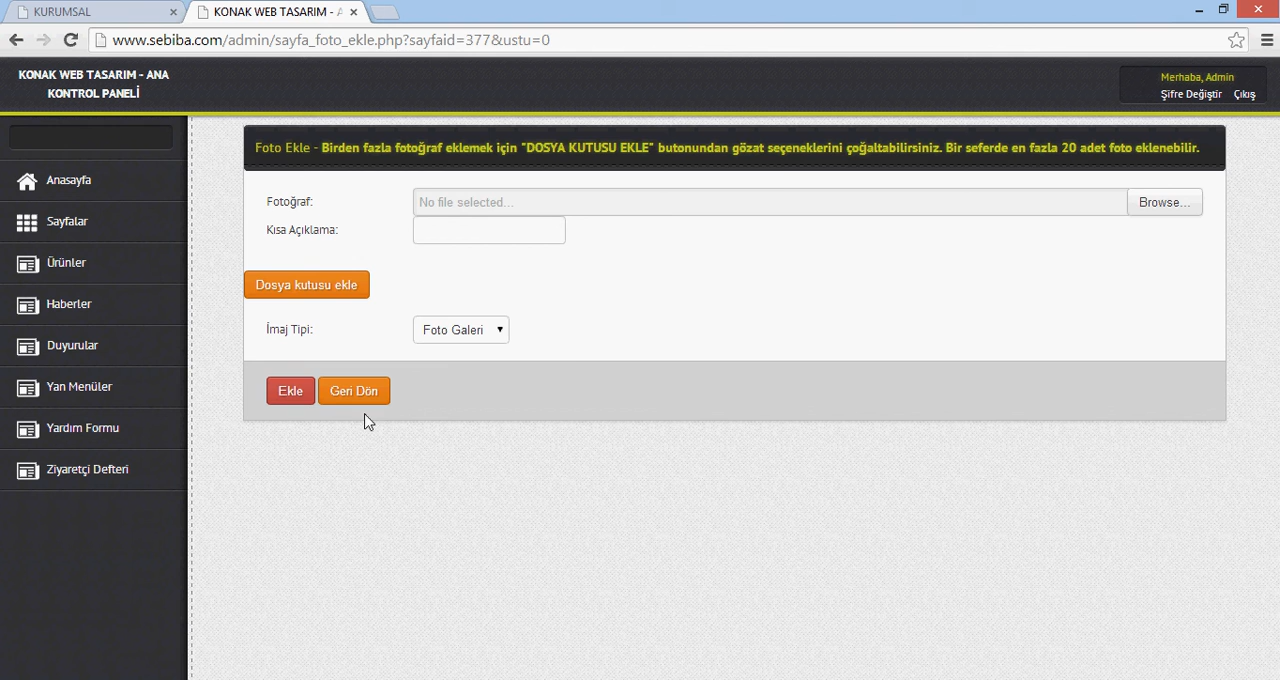 KURUMSAL
KONAK WEB TASARIM - A
www.sebiba.com/admin/sayfa_foto_ekle.php?sayfaid=377&ustu=0
KONAK WEB TASARIM - ANA
KONTROL PANELİ
Merhaba, Admin
Şifre Değiştir Çıkış
Anasayfa
Sayfalar
Ürünler
Haberler
Duyurular
Yan Menüler
Yardım Formu
Ziyaretçi Defteri
Foto Ekle - Birden fazla fotoğraf eklemek için "DOSYA KUTUSU EKLE" butonundan gözat seçeneklerini çoğaltabilirsiniz. Bir seferde en fazla 20 adet foto eklenebilir.
Fotoğraf: No file selected... Browse...
Kısa Açıklama:
Dosya kutusu ekle
İmaj Tipi: Foto Galeri
Ekle Geri Dön